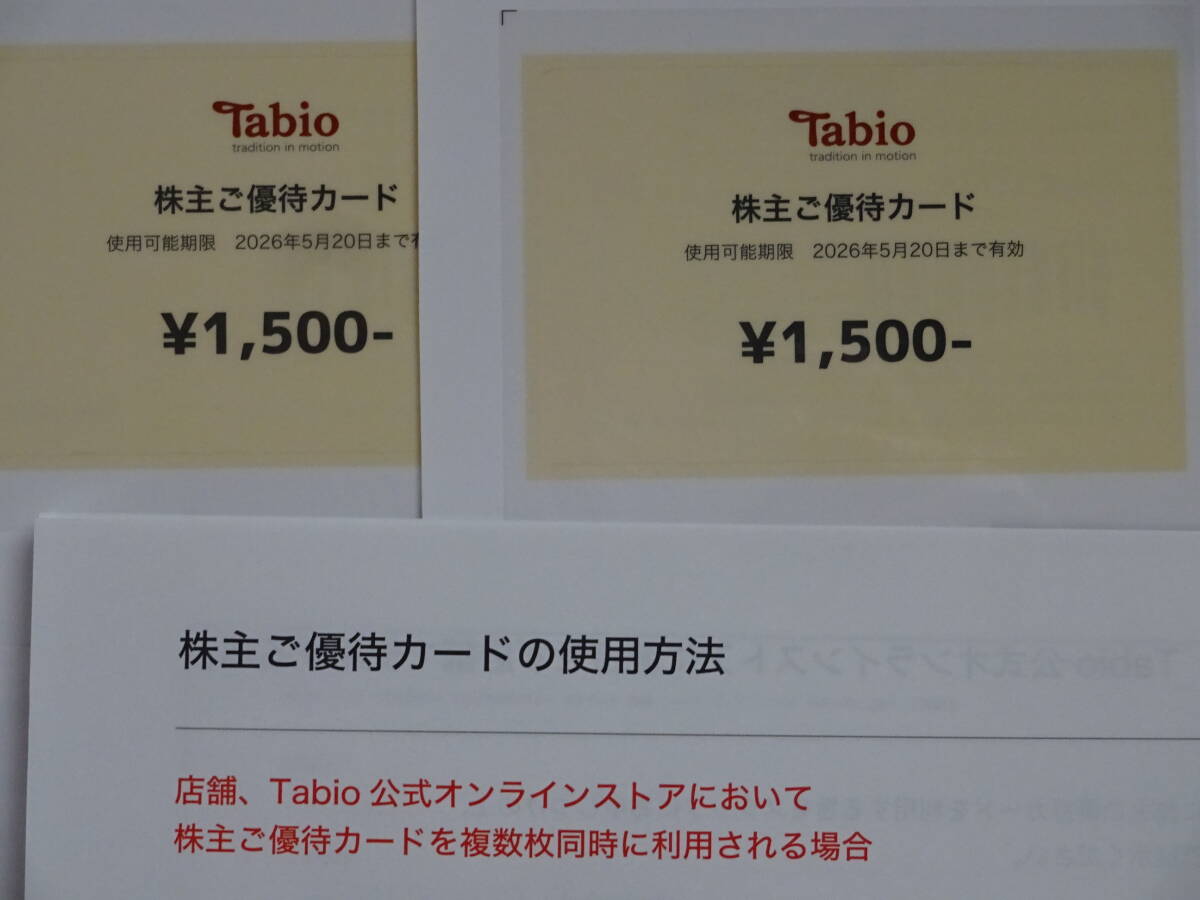 Tabio
tradition in motion
株主ご優待カード
使用可能期限　2026年5月20日まで
¥1,500-
Tabio
tradition in motion
株主ご優待カード
使用可能期限　2026年5月20日まで有効
¥1,500-
株主ご優待カードの使用方法
店舗、Tabio 公式オンラインストアにおいて
株主ご優待カードを複数枚同時に利用される場合